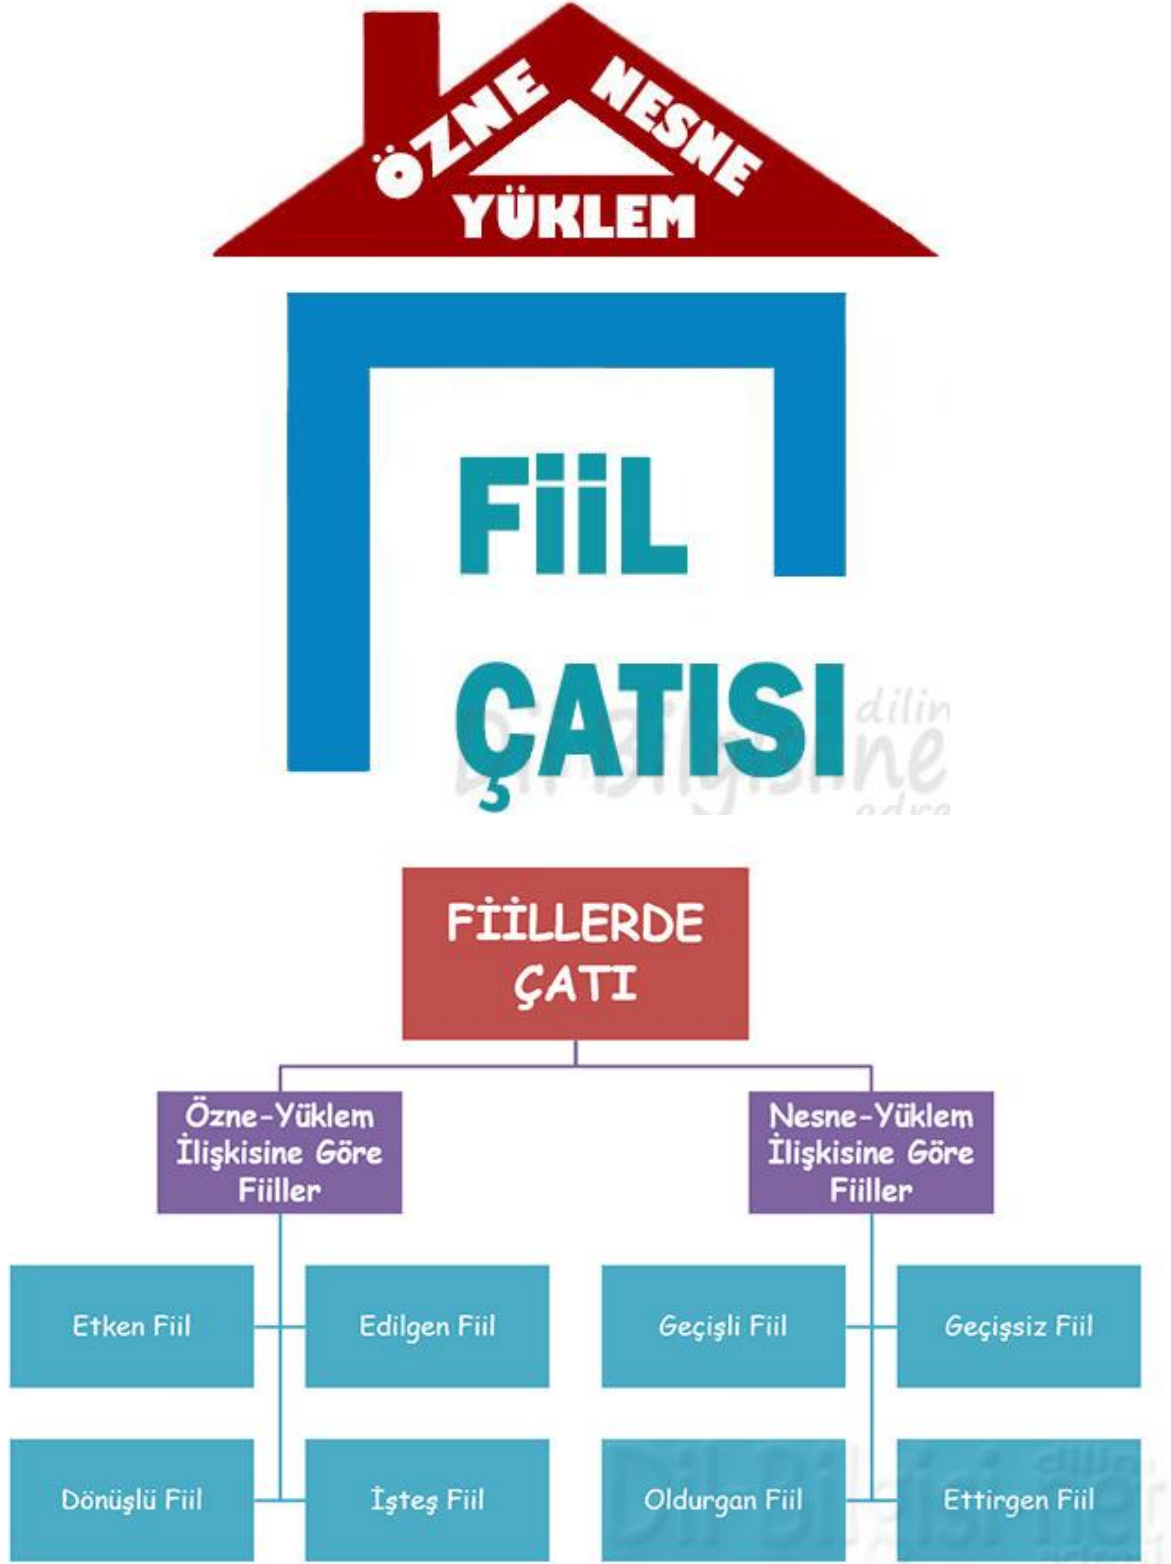 ÖZNE
NESNE
YÜKLEM
FiiL
ÇATISI
dilin
FİİLLERDE
ÇATI
Özne-Yüklem
İlişkisine Göre
Fiiller
Nesne-Yüklem
İlişkisine Göre
Fiiller
Etken Fiil
Edilgen Fiil
Geçişli Fiil
Geçişsiz Fiil
Dönüşlü Fiil
İşteş Fiil
Oldurgan Fiil
Ettirgen Fiil